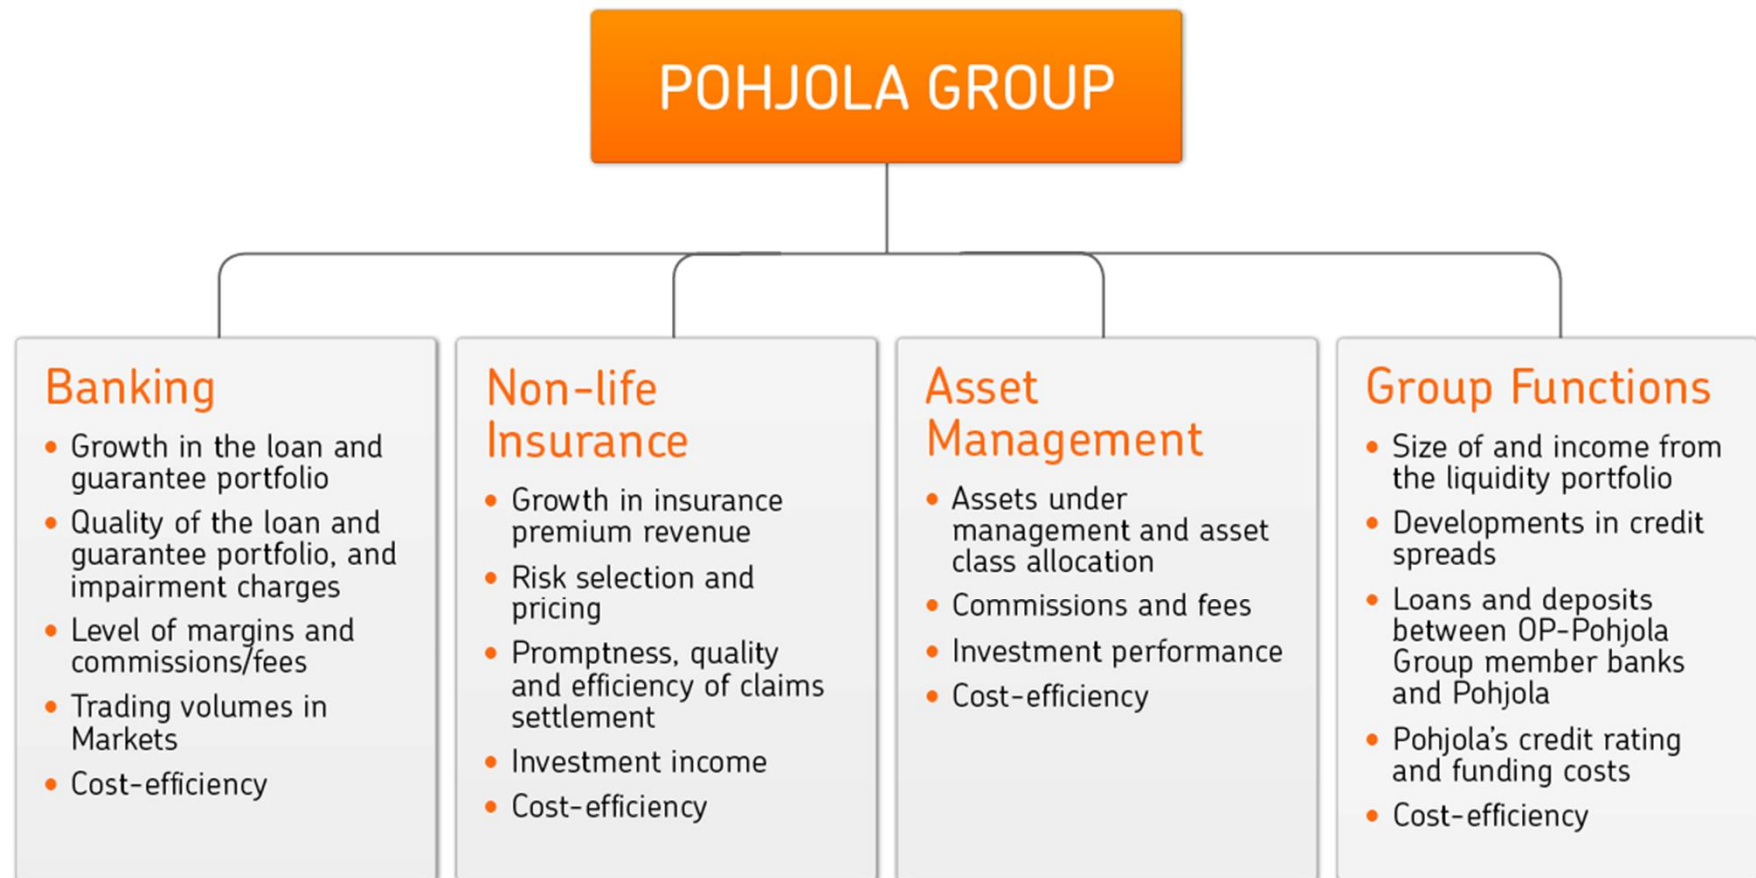 POHJOLA GROUP
Banking
• Growth in the loan and
guarantee portfolio
• Quality of the loan and
guarantee portfolio, and
impairment charges
• Level of margins and
commissions/fees
• Trading volumes in
Markets
• Cost-efficiency
Non-life
Insurance
• Growth in insurance
premium revenue
• Risk selection and
pricing
• Promptness, quality
and efficiency of claims
settlement
• Investment income
• Cost-efficiency
Asset
Management
• Assets under
management and asset
class allocation
• Commissions and fees
• Investment performance
• Cost-efficiency
Group Functions
• Size of and income from
the liquidity portfolio
• Developments in credit
spreads
• Loans and deposits
between OP-Pohjola
Group member banks
and Pohjola
• Pohjola's credit rating
and funding costs
• Cost-efficiency